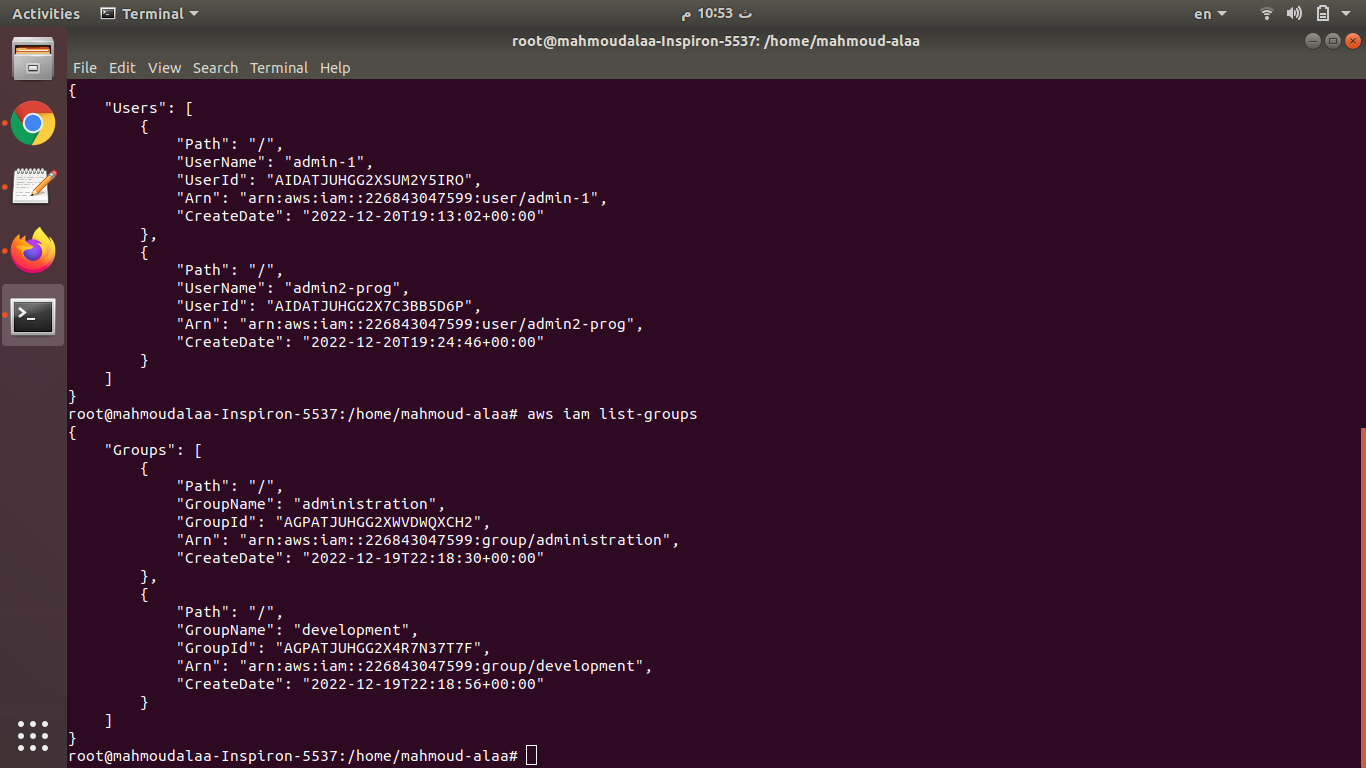 Activities Terminal ث 10:53 م en
root@mahmoudalaa-Inspiron-5537: /home/mahmoud-alaa
File Edit View Search Terminal Help
{
    "Users": [
        {
            "Path": "/",
            "UserName": "admin-1",
            "UserId": "AIDATJUHGG2XSUM2Y5IRO",
            "Arn": "arn:aws:iam::226843047599:user/admin-1",
            "CreateDate": "2022-12-20T19:13:02+00:00"
        },
        {
            "Path": "/",
            "UserName": "admin2-prog",
            "UserId": "AIDATJUHGG2X7C3BB5D6P",
            "Arn": "arn:aws:iam::226843047599:user/admin2-prog",
            "CreateDate": "2022-12-20T19:24:46+00:00"
        }
    ]
}
root@mahmoudalaa-Inspiron-5537:/home/mahmoud-alaa# aws iam list-groups
{
    "Groups": [
        {
            "Path": "/",
            "GroupName": "administration",
            "GroupId": "AGPATJUHGG2XWVDWQXCH2",
            "Arn": "arn:aws:iam::226843047599:group/administration",
            "CreateDate": "2022-12-19T22:18:30+00:00"
        },
        {
            "Path": "/",
            "GroupName": "development",
            "GroupId": "AGPATJUHGG2X4R7N37T7F",
            "Arn": "arn:aws:iam::226843047599:group/development",
            "CreateDate": "2022-12-19T22:18:56+00:00"
        }
    ]
}
root@mahmoudalaa-Inspiron-5537:/home/mahmoud-alaa#